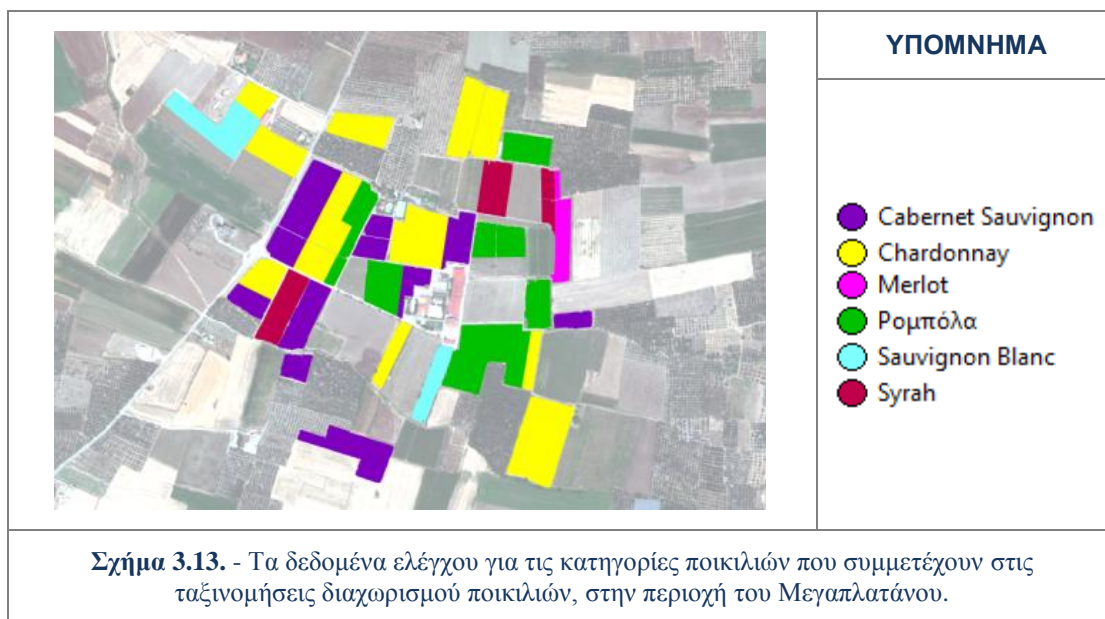 ΥΠΟΜΝΗΜΑ
Cabernet Sauvignon
Chardonnay
Merlot
Ρομπόλα
Sauvignon Blanc
Syrah
Σχήμα 3.13. - Τα δεδομένα ελέγχου για τις κατηγορίες ποικιλιών που συμμετέχουν στις
ταξινομήσεις διαχωρισμού ποικιλιών, στην περιοχή του Μεγαπλατάνου.